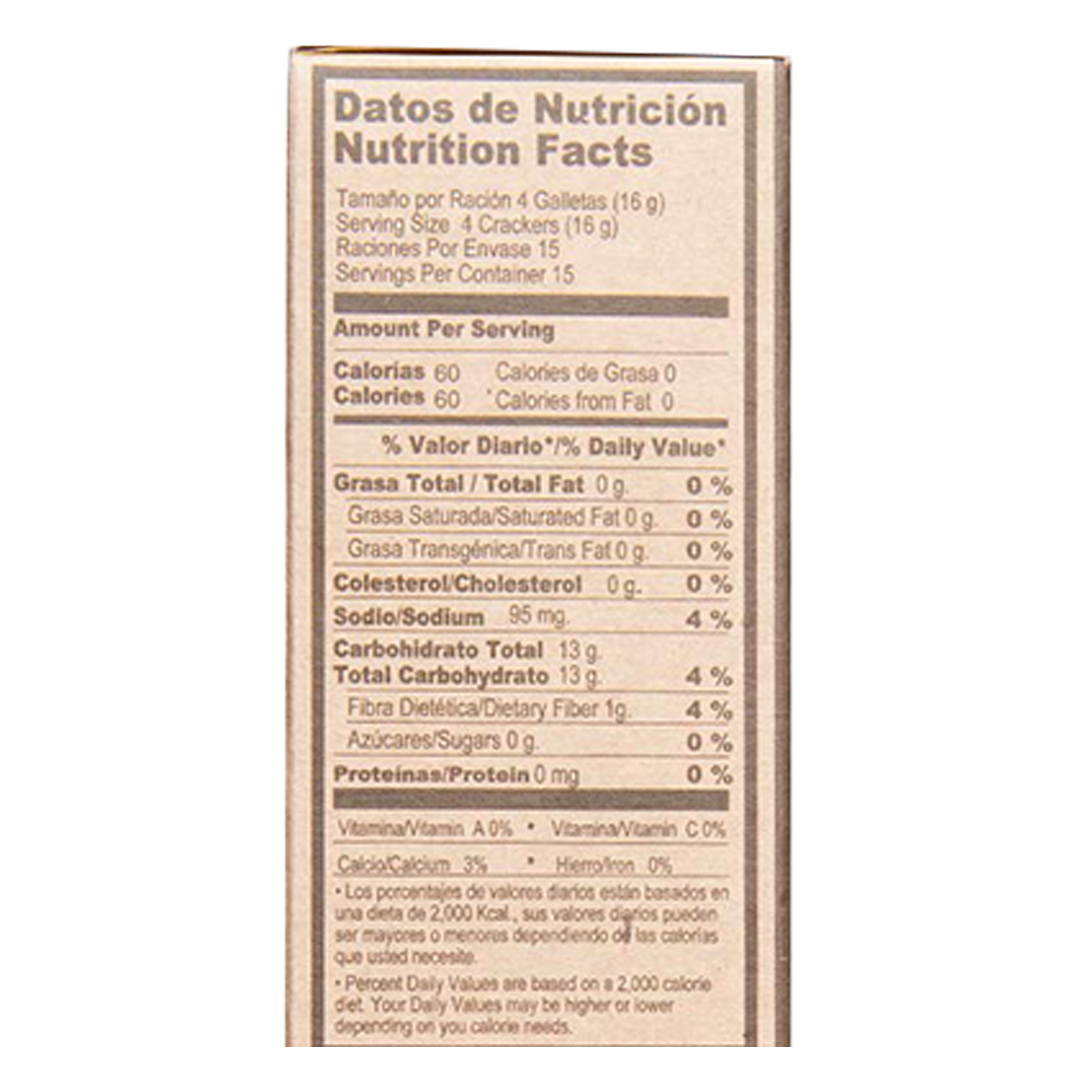 Datos de Nutrición
Nutrition Facts
Tamaño por Ración 4 Galletas (16 g)
Serving Size 4 Crackers (16 g)
Raciones Por Envase 15
Servings Per Container 15
Amount Per Serving
Calorías 60 Calories de Grasa 0
Calories 60 Calories from Fat 0
% Valor Diario*/% Daily Value*
Grasa Total / Total Fat 0 g. 0 %
Grasa Saturada/Saturated Fat 0 g. 0 %
Grasa Transgénica/Trans Fat 0 g. 0 %
Colesterol/Cholesterol 0 g. 0 %
Sodio/Sodium 95 mg. 4 %
Carbohidrato Total 13 g.
Total Carbohydrato 13 g. 4 %
Fibra Dietética/Dietary Fiber 1g. 4 %
Azúcares/Sugars 0 g. 0 %
Proteínas/Protein 0 mg 0 %
Vitamina/Vitamin A 0% * Vitamina/Vitamin C 0%
Calcio/Calcium 3% * Hierro/Iron 0%
• Los porcentajes de valores diarios están basados en
una dieta de 2,000 Kcal., sus valores diarios pueden
ser mayores o menores dependiendo de las calorías
que usted necesite.
• Percent Daily Values are based on a 2,000 calorie
diet. Your Daily Values may be higher or lower
depending on you calorie needs.